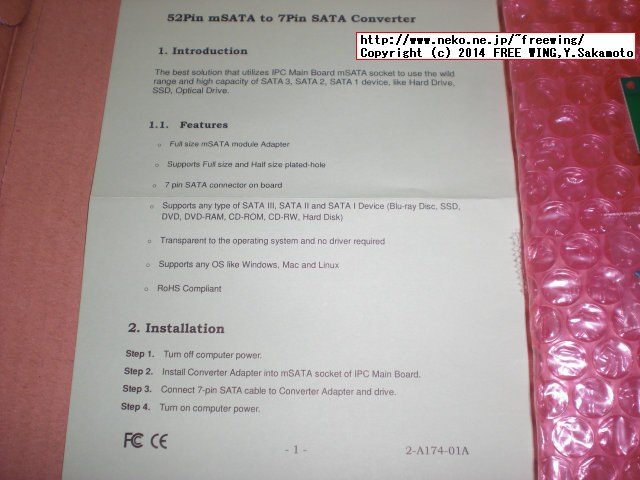 52Pin mSATA to 7Pin SATA Converter
http://www.neko.ne.jp/~freewing/
Copyright (c) 2014 FREE WING,Y.Sakamoto
1. Introduction
The best solution that utilizes IPC Main Board mSATA socket to use the wild
range and high capacity of SATA 3, SATA 2, SATA 1 device, like Hard Drive,
SSD, Optical Drive.
1.1. Features
Full size mSATA module Adapter
Supports Full size and Half size plated-hole
7 pin SATA connector on board
Supports any type of SATA III, SATA II and SATA I Device (Blu-ray Disc, SSD,
DVD, DVD-RAM, CD-ROM, CD-RW, Hard Disk)
Transparent to the operating system and no driver required
Supports any OS like Windows, Mac and Linux
RoHS Compliant
2. Installation
Step 1. Turn off computer power.
Step 2. Install Converter Adapter into mSATA socket of IPC Main Board.
Step 3. Connect 7-pin SATA cable to Converter Adapter and drive.
Step 4. Turn on computer power.
FC CE
- 1 -
2-A174-01A